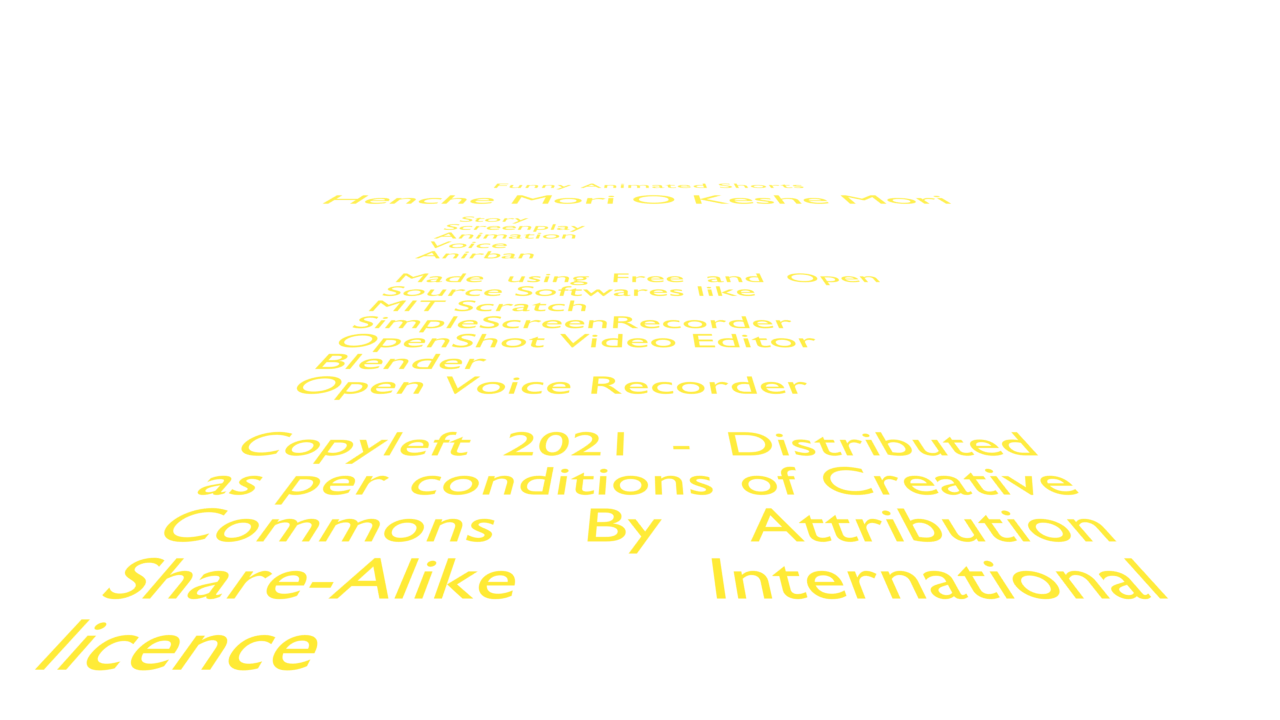 Funny Animated Shorts
Henche Mori O Keshe Mori
Story
Screenplay
Animation
Voice
Anirban
Made using Free and Open
Source Softwares like
MIT Scratch
SimpleScreenRecorder
OpenShot Video Editor
Blender
Open Voice Recorder
Copyleft 2021 - Distributed
as per conditions of Creative
Commons By Attribution
Share-Alike International
licence